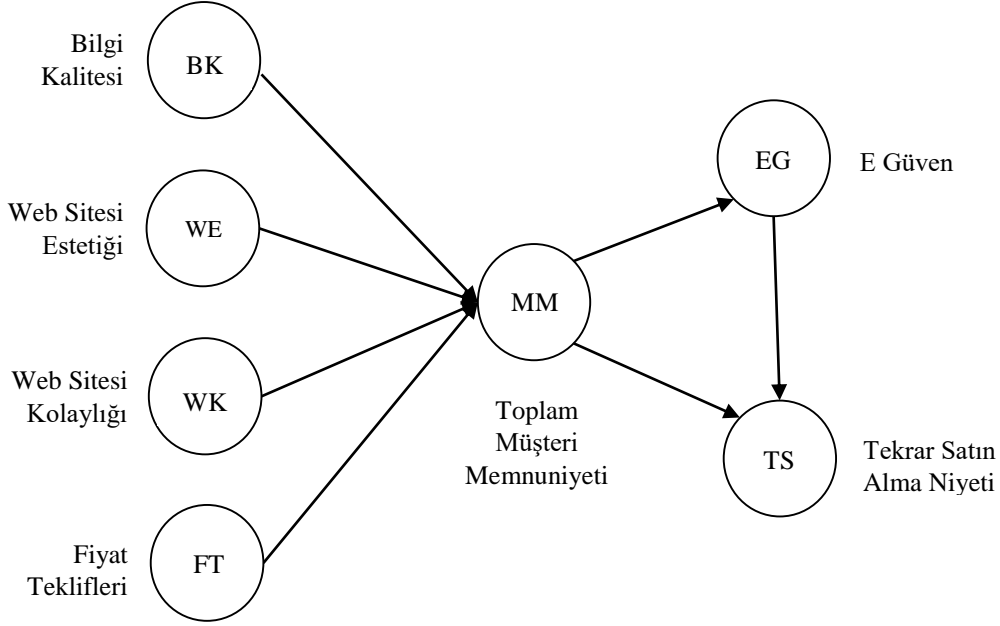 Bilgi
Kalitesi
BK
Web Sitesi
Estetiği
WE
Web Sitesi
Kolaylığı
WK
Fiyat
Teklifleri
FT
MM
Toplam
Müşteri
Memnuniyeti
EG
E Güven
TS
Tekrar Satın
Alma Niyeti